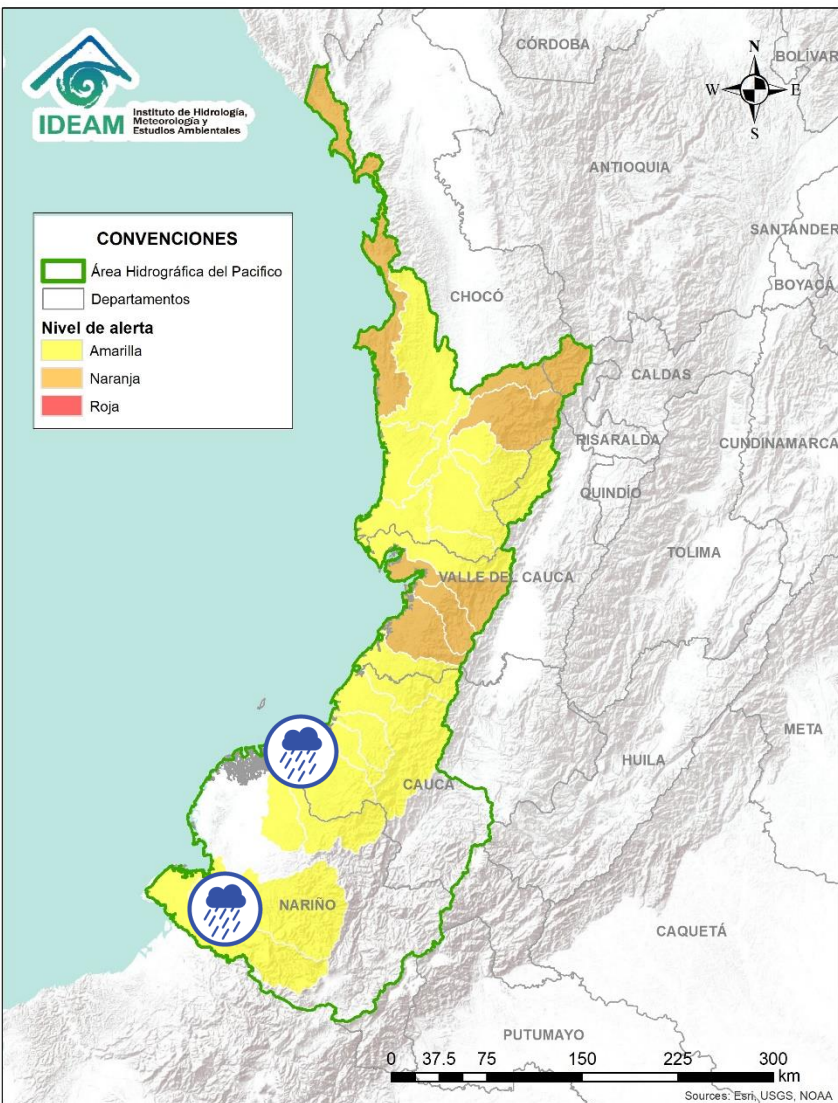 IDEAM
Instituto de Hidrología,
Meteorología y
Estudios Ambientales
CÓRDOBA
BOLÍVAR
N
W
E
S
ANTIOQUIA
SANTANDER
BOYACÁ
CHOCÓ
CALDAS
RISARALDA
CUNDINAMARCA
QUINDÍO
TOLIMA
VALLE DEL CAUCA
META
HUILA
CAUCA
NARIÑO
CAQUETÁ
PUTUMAYO
CONVENCIONES
Área Hidrográfica del Pacifico
Departamentos
Nivel de alerta
Amarilla
Naranja
Roja
0 37.5 75 150 225 300
km
Sources: Esri, USGS, NOAA